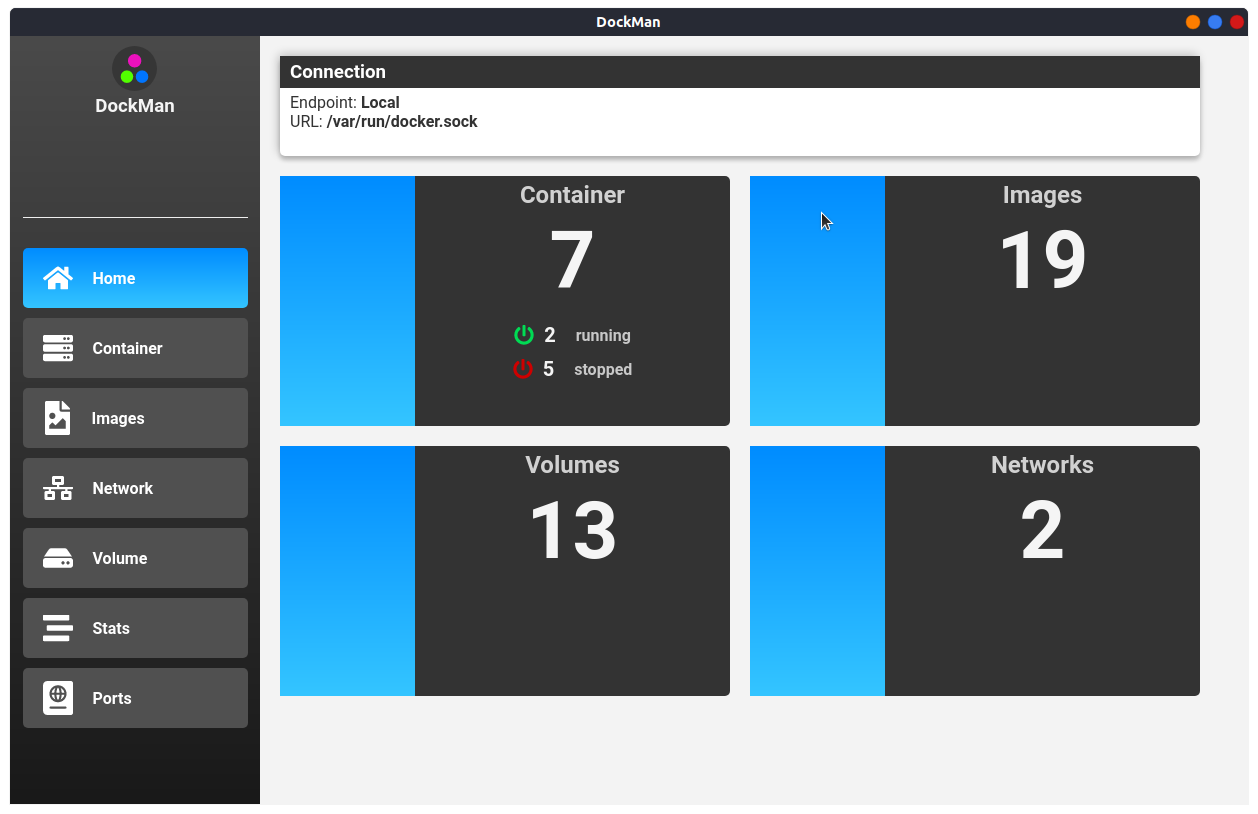 DockMan
DockMan
Home
Container
Images
Network
Volume
Stats
Ports
Connection
Endpoint: Local
URL: /var/run/docker.sock
Container
7
2 running
5 stopped
Images
19
Volumes
13
Networks
2